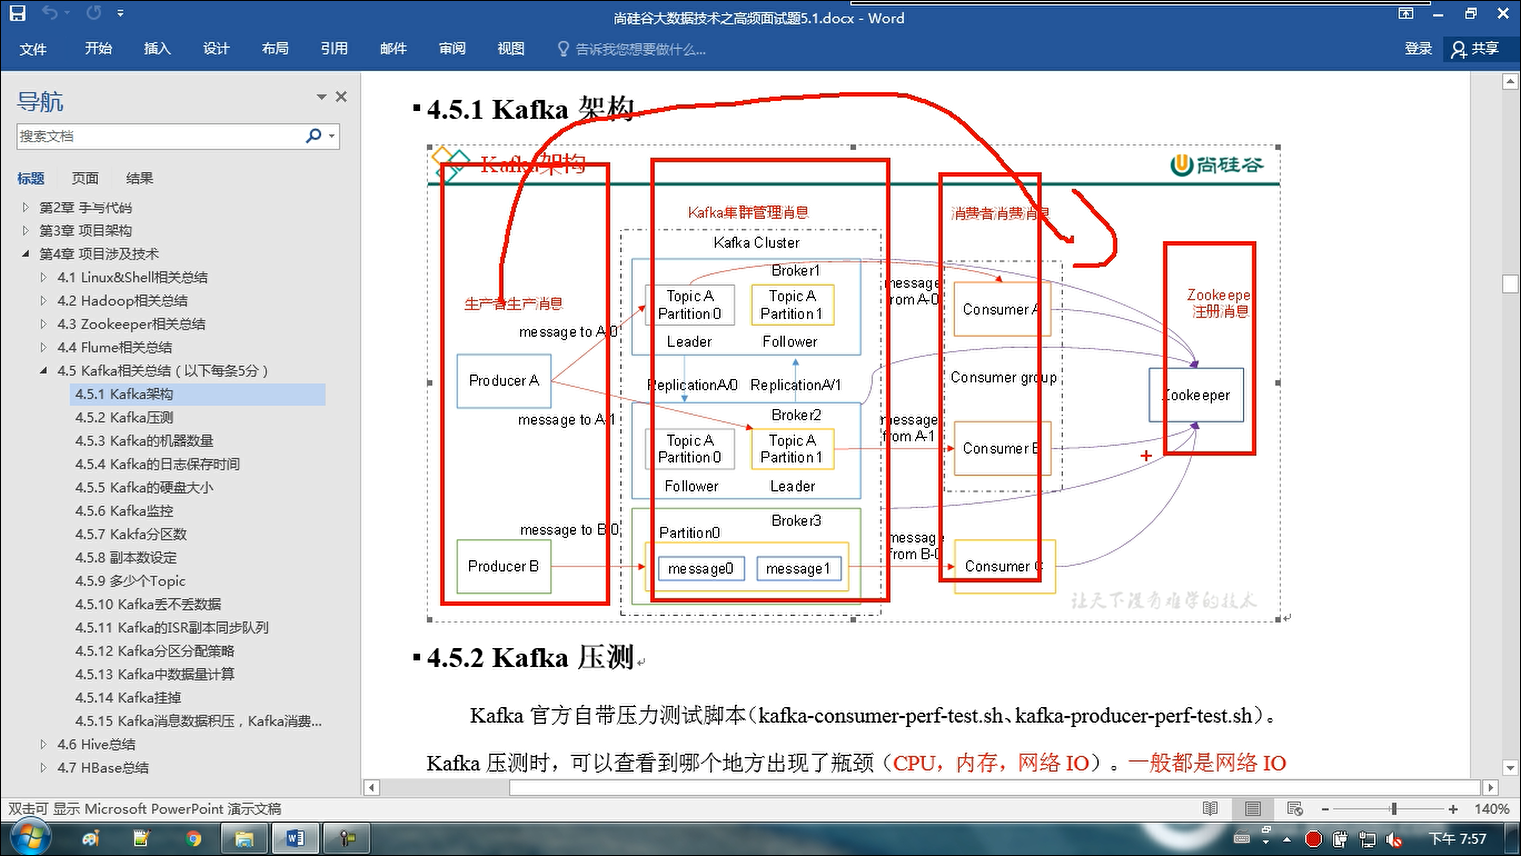 尚硅谷大数据技术之高频面试题5.1.docx - Word
文件 开始 插入 设计 布局 引用 邮件 审阅 视图 告诉我您想要做什么... 登录 共享
导航
搜索文档
标题 页面 结果
第2章 手写代码
第3章 项目架构
第4章 项目涉及技术
4.1 Linux&Shell相关总结
4.2 Hadoop相关总结
4.3 Zookeeper相关总结
4.4 Flume相关总结
4.5 Kafka相关总结（以下每条5分）
4.5.1 Kafka架构
4.5.2 Kafka压测
4.5.3 Kafka的机器数量
4.5.4 Kafka的日志保存时间
4.5.5 Kafka的硬盘大小
4.5.6 Kafka监控
4.5.7 Kakfa分区数
4.5.8 副本数设定
4.5.9 多少个Topic
4.5.10 Kafka丢不丢数据
4.5.11 Kafka的ISR副本同步队列
4.5.12 Kafka分区分配策略
4.5.13 Kafka中数据量计算
4.5.14 Kafka挂掉
4.5.15 Kafka消息数据积压，Kafka消费...
4.6 Hive总结
4.7 HBase总结
4.5.1 Kafka 架构
Kafka架构
尚硅谷
Kafka集群管理消息
消费者消费消息
Kafka Cluster
Broker1
生产者生产消息
Topic A
Partition 0
Topic A
Partition 1
message
from A-0
Consumer A
Zookeepe
注册消息
message to A-0
Leader
Follower
Producer A
ReplicationA/0
ReplicationA/1
Consumer group
Zookeeper
message to A-1
Broker2
message
from A-1
Topic A
Partition 0
Topic A
Partition 1
Consumer B
Follower
Leader
message to B-0
Partition0
Broker3
message
from B-0
Producer B
message0
message1
Consumer C
让天下没有难学的技术
4.5.2 Kafka 压测
Kafka 官方自带压力测试脚本（kafka-consumer-perf-test.sh、kafka-producer-perf-test.sh）。
Kafka 压测时，可以查看到哪个地方出现了瓶颈（CPU，内存，网络 IO）。一般都是网络 IO
双击可 显示 Microsoft PowerPoint 演示文稿
140%
下午 7:57